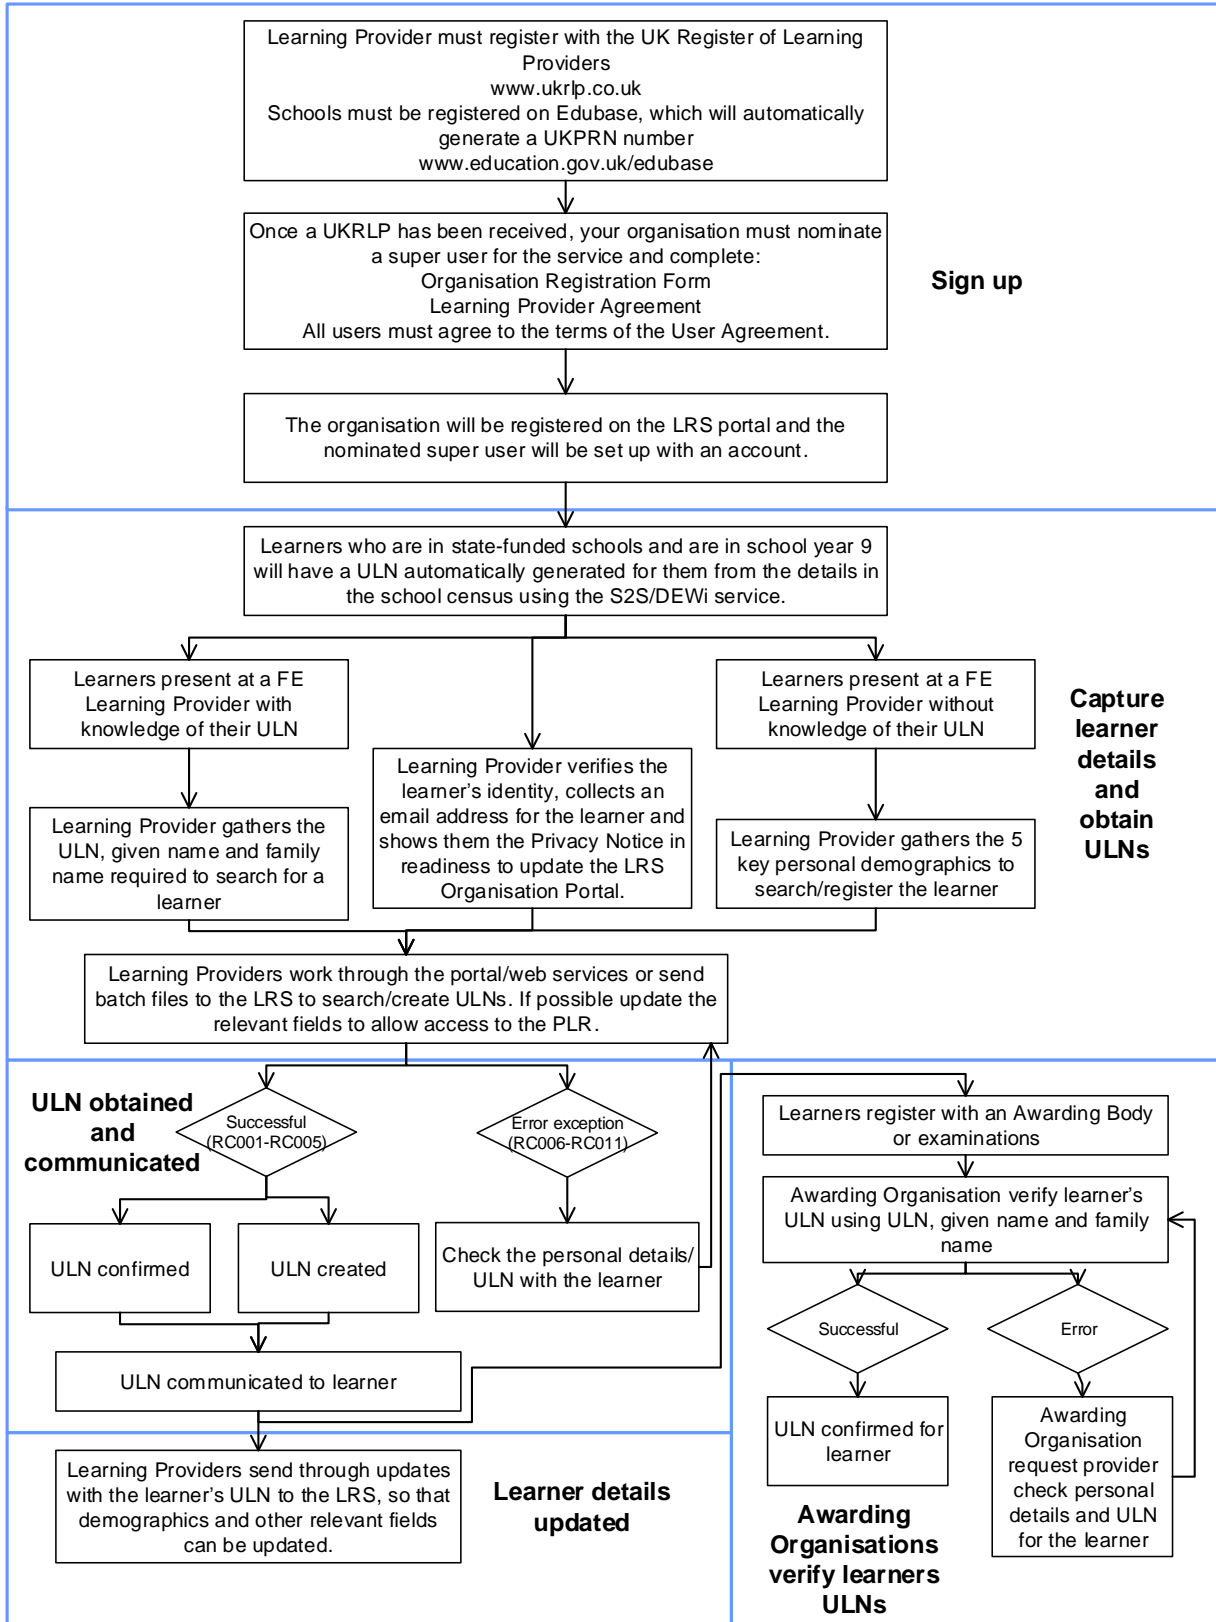 Learning Provider must register with the UK Register of Learning
Providers
www.ukrlp.co.uk
Schools must be registered on Edubase, which will automatically
generate a UKPRN number
www.education.gov.uk/edubase
Once a UKRLP has been received, your organisation must nominate
a super user for the service and complete:
Organisation Registration Form
Learning Provider Agreement
All users must agree to the terms of the User Agreement.
Sign up
The organisation will be registered on the LRS portal and the
nominated super user will be set up with an account.
Learners who are in state-funded schools and are in school year 9
will have a ULN automatically generated for them from the details in
the school census using the S2S/DEWi service.
Learners present at a FE
Learning Provider with
knowledge of their ULN
Learners present at a FE
Learning Provider without
knowledge of their ULN
Capture
learner
details
and
obtain
ULNs
Learning Provider gathers the
ULN, given name and family
name required to search for a
learner
Learning Provider verifies the
learner's identity, collects an
email address for the learner and
shows them the Privacy Notice in
readiness to update the LRS
Organisation Portal.
Learning Provider gathers the 5
key personal demographics to
search/register the learner
Learning Providers work through the portal/web services or send
batch files to the LRS to search/create ULNs. If possible update the
relevant fields to allow access to the PLR.
ULN obtained
and
communicated
Successful
(RC001-RC005)
Error exception
(RC006-RC011)
ULN confirmed
ULN created
Check the personal details/
ULN with the learner
ULN communicated to learner
Learners register with an Awarding Body
or examinations
Awarding Organisation verify learner's
ULN using ULN, given name and family
name
Successful
Error
ULN confirmed for
learner
Awarding
Organisation
request provider
check personal
details and ULN
for the learner
Awarding
Organisations
verify learners
ULNs
Learning Providers send through updates
with the learner's ULN to the LRS, so that
demographics and other relevant fields
can be updated.
Learner details
updated